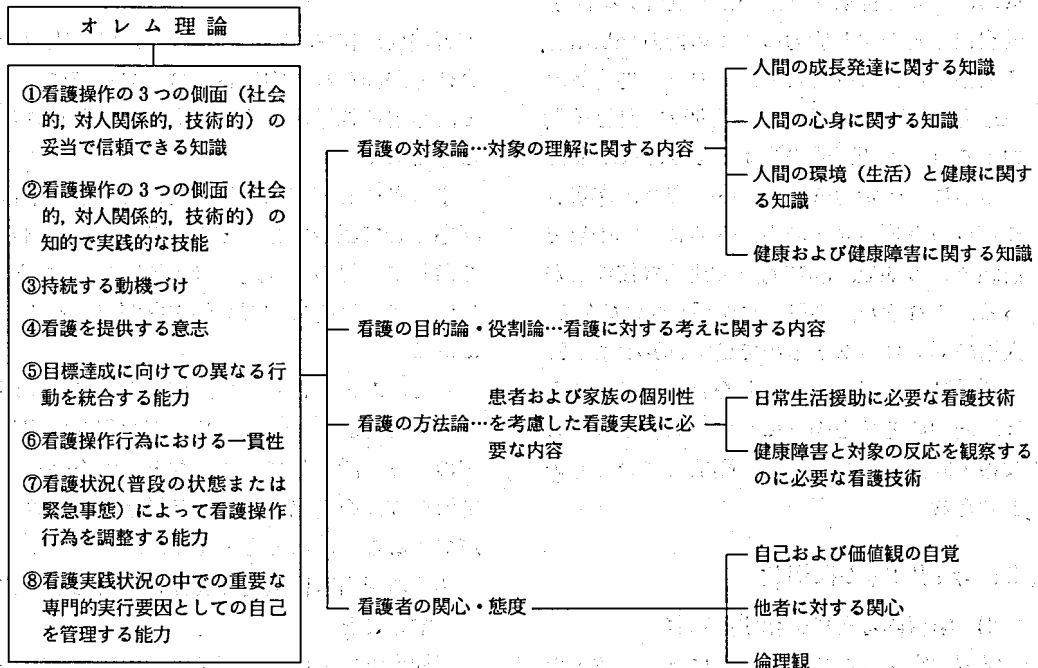 オレム理論
①看護操作の3つの側面（社会
的，対人関係的，技術的）の
妥当で信頼できる知識
②看護操作の3つの側面（社会
的，対人関係的，技術的）の
知的で実践的な技能
③持続する動機づけ
④看護を提供する意志
⑤目標達成に向けての異なる行
動を統合する能力
⑥看護操作行為における一貫性
⑦看護状況（普段の状態または
緊急事態）によって看護操作
行為を調整する能力
⑧看護実践状況の中での重要な
専門的実行要因としての自己
を管理する能力
看護の対象論…対象の理解に関する内容
人間の成長発達に関する知識
人間の心身に関する知識
人間の環境（生活）と健康に関す
る知識
健康および健康障害に関する知識
看護の目的論・役割論…看護に対する考えに関する内容
患者および家族の個別性
看護の方法論…を考慮した看護実践に必
要な内容
日常生活援助に必要な看護技術
健康障害と対象の反応を観察する
のに必要な看護技術
看護者の関心・態度
自己および価値観の自覚
他者に対する関心
倫理観